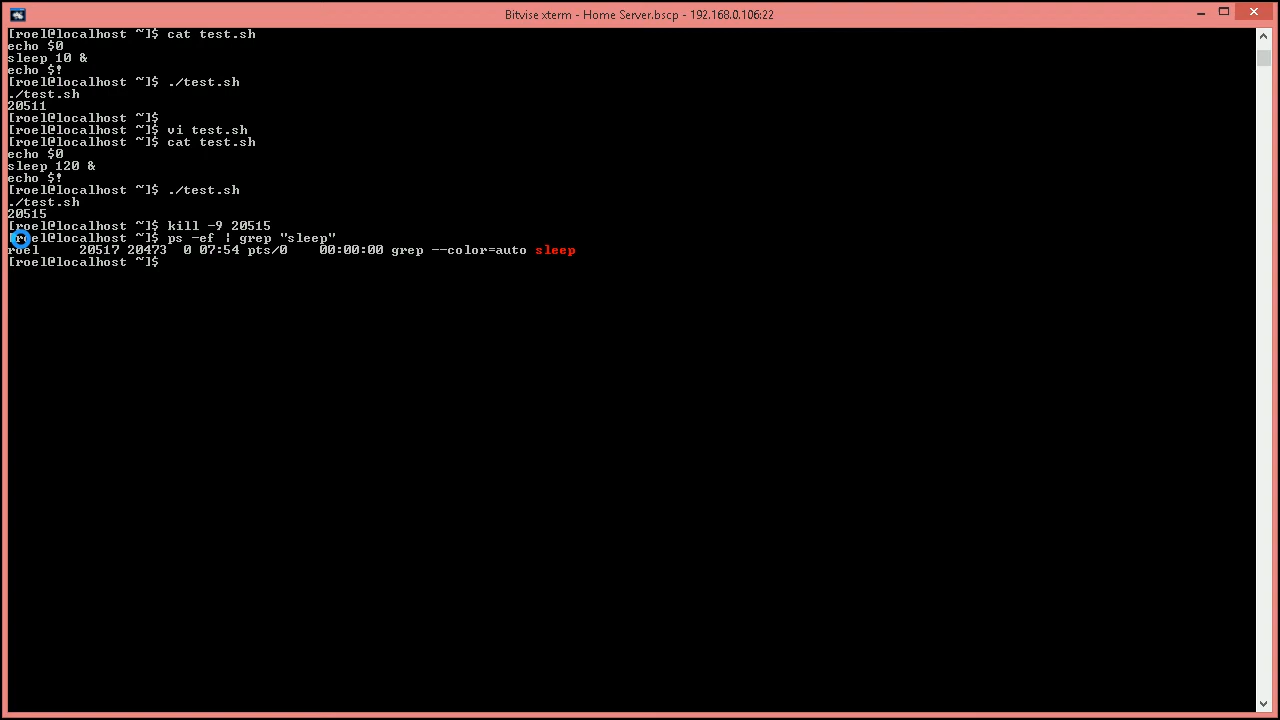 Bitvise xterm - Home Server.bscp - 192.168.0.106:22
[roel@localhost ~]$ cat test.sh
echo $0
sleep 10 &
echo $!
[roel@localhost ~]$ ./test.sh
./test.sh
20511
[roel@localhost ~]$
[roel@localhost ~]$ vi test.sh
[roel@localhost ~]$ cat test.sh
echo $0
sleep 120 &
echo $!
[roel@localhost ~]$ ./test.sh
./test.sh
20515
[roel@localhost ~]$ kill -9 20515
[roel@localhost ~]$ ps -ef | grep "sleep"
roel     20517 20473  0 07:54 pts/0    00:00:00 grep --color=auto sleep
[roel@localhost ~]$